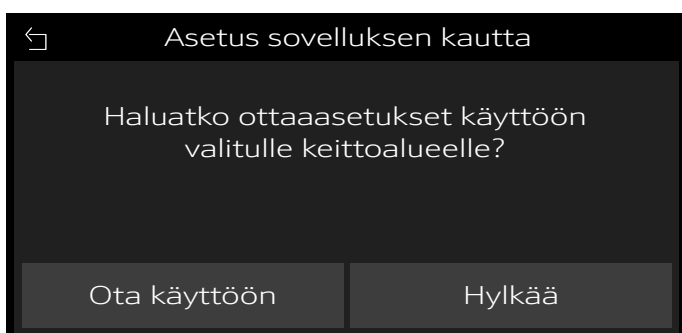 Asetus sovelluksen kautta
Haluatko ottaaasetukset käyttöön
valitulle keittoalueelle?
Ota käyttöön
Hylkää